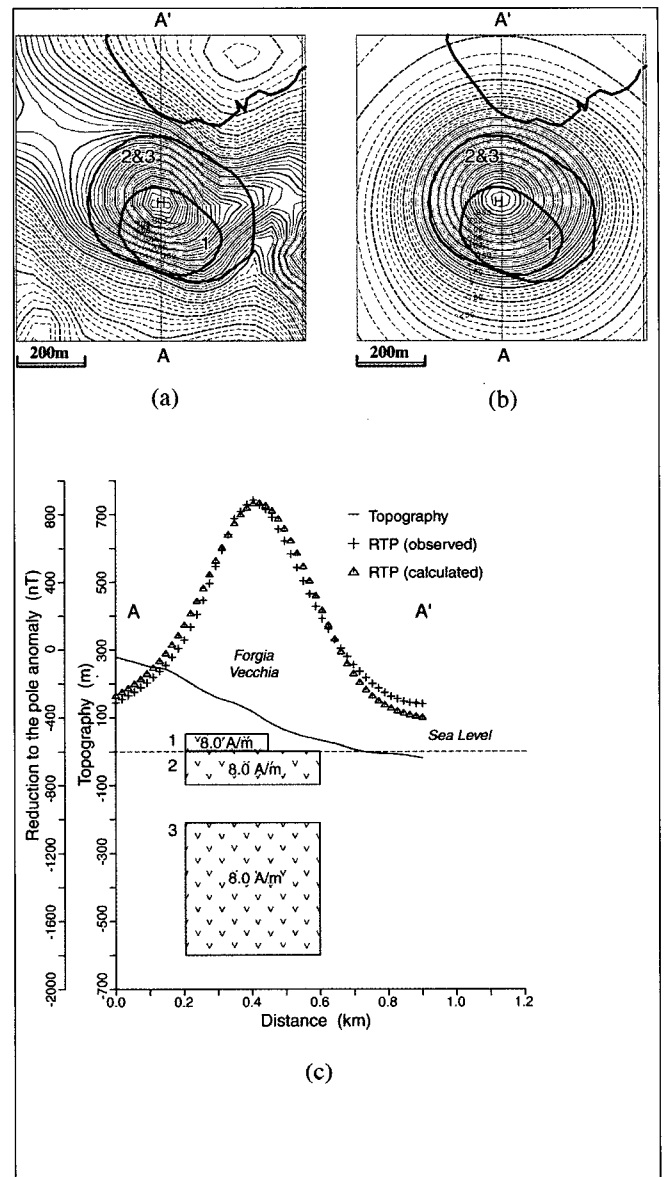 A'
A'
2&3
H
1
2&3
H
1
200m
A
200m
A
(a)
(b)
Reduction to the pole anomaly (nT)
800
400
0
-400
-800
-1200
-1600
-2000
Topography (m)
700
500
300
100
-100
-300
-500
-700
Topography
RTP (observed)
RTP (calculated)
A
A'
Forgia
Vecchia
Sea Level
1
8.0 A/m
2
8.0 A/m
3
8.0 A/m
0.0
0.2
0.4
0.6
0.8
1.0
1.2
Distance (km)
(c)